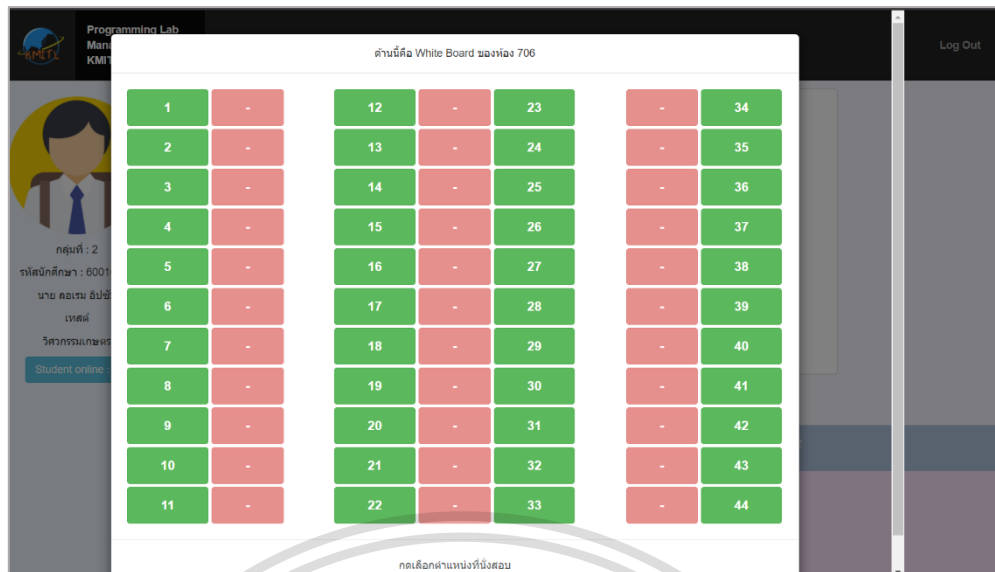 Programming Lab
KMIT
Log Out
ด้านนี้คือ White Board ของห้อง 706
1 - 12 - 23 - 34
2 - 13 - 24 - 35
3 - 14 - 25 - 36
4 - 15 - 26 - 37
5 - 16 - 27 - 38
6 - 17 - 28 - 39
7 - 18 - 29 - 40
8 - 19 - 30 - 41
9 - 20 - 31 - 42
10 - 21 - 32 - 43
11 - 22 - 33 - 44
กดเลือกตำแหน่งที่นั่งสอบ
KMITL
กลุ่มที่ : 2
รหัสนักศึกษา : 6001
นาย
เทสต์
วิศวกรรมเกษตร
Student online :